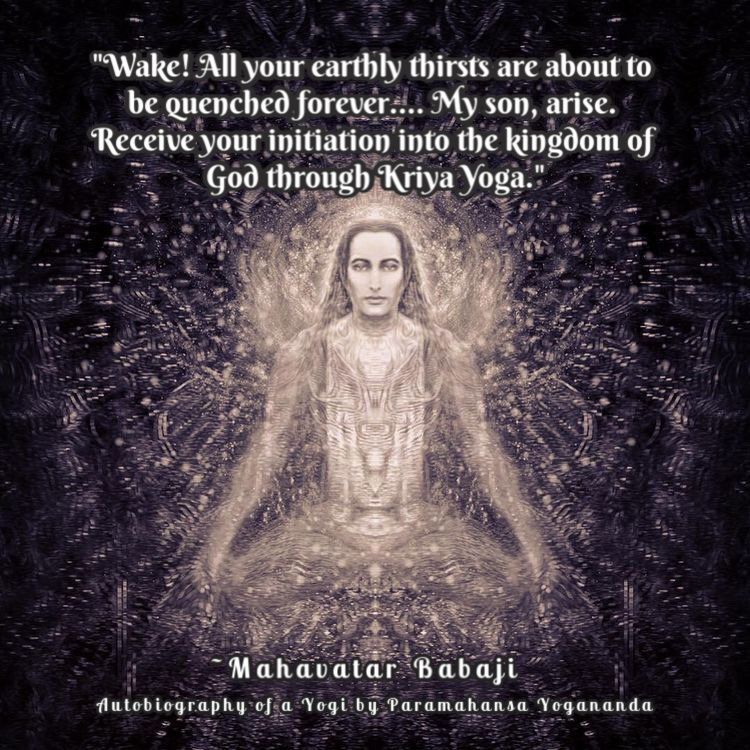 "Wake! All your earthly thirsts are about to
be quenched forever.... My son, arise.
Receive your initiation into the kingdom of
God through Kriya Yoga."
~Mahavatar Babaji
Autobiography of a Yogi by Paramahansa Yogananda